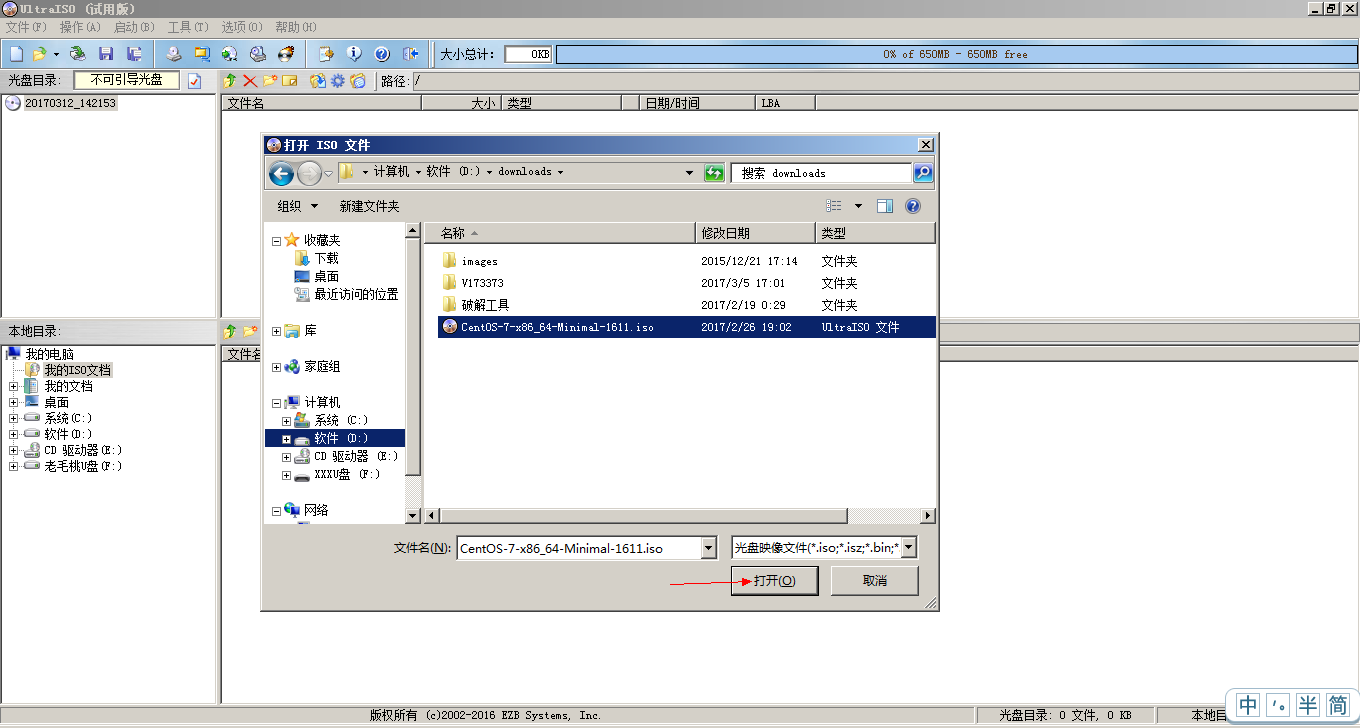 UltraISO (试用版)
文件(F) 操作(A) 启动(B) 工具(T) 选项(O) 帮助(H)
大小总计: 0KB 0% of 650MB - 650MB free
光盘目录: 不可引导光盘 路径: /
20170312_142153
文件名 大小 类型 日期/时间 LBA
打开 ISO 文件
计算机 软件 (D:) downloads 搜索 downloads
组织 新建文件夹
名称 修改日期 类型
images 2015/12/21 17:14 文件夹
V173373 2017/3/5 17:01 文件夹
破解工具 2017/2/19 0:29 文件夹
CentOS-7-x86_64-Minimal-1611.iso 2017/2/26 19:02 UltraISO 文件
收藏夹
下载
桌面
最近访问的位置
库
家庭组
计算机
系统 (C:)
软件 (D:)
CD 驱动器 (E:)
XXXU盘 (F:)
网络
文件名(N): CentOS-7-x86_64-Minimal-1611.iso 光盘映像文件(*.iso;*.isz;*.bin;*
打开(O) 取消
本地目录:
文件名
我的电脑
我的ISO文档
我的文档
桌面
系统(C:)
软件(D:)
CD 驱动器(E:)
老毛桃U盘(F:)
版权所有 (c)2002-2016 EZB Systems, Inc. 光盘目录: 0 文件, 0 KB 本地目
中 半 简